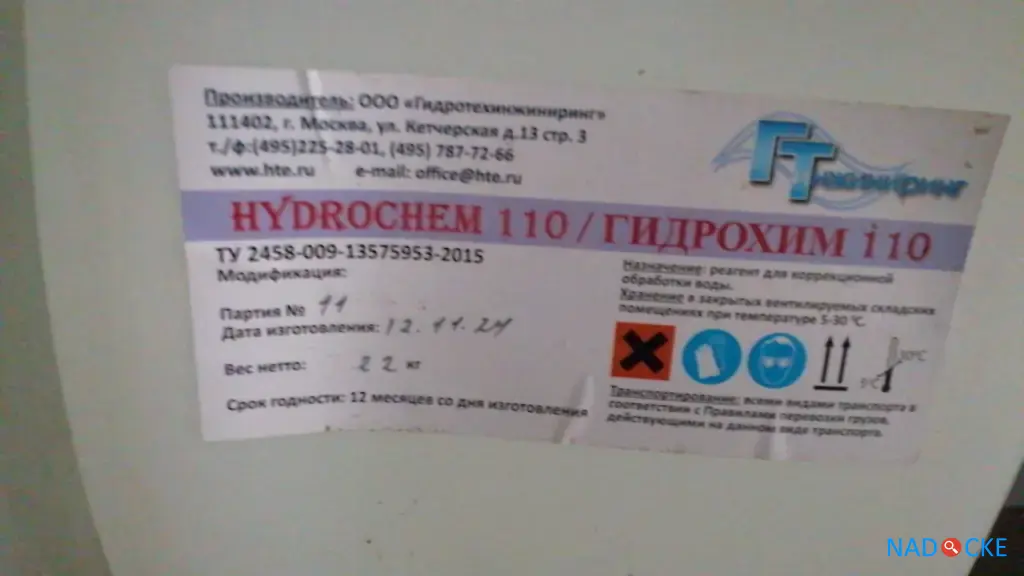 Производитель: ООО «Гидротехинжиниринг»
111402, г. Москва, ул. Кетчерская д.13 стр. 3
т./ф:(495)225-28-01, (495) 787-72-66
www.hte.ru e-mail: office@hte.ru
ГТ инжиниринг
HYDROCHEM 110 / ГИДРОХИМ 110
ТУ 2458-009-13575953-2015
Модификация:
Партия № 11
Дата изготовления: 12.11.21
Вес нетто: 22 кг
Срок годности: 12 месяцев со дня изготовления
Назначение: реагент для коррекционной
обработки воды.
Хранение в закрытых вентилируемых складских
помещениях при температуре 5-30 °С.
30°C
5°C
Транспортирование: всеми видами транспорта в
соответствии с Правилами перевозки грузов,
действующими на данном виде транспорта.
NADOCKE